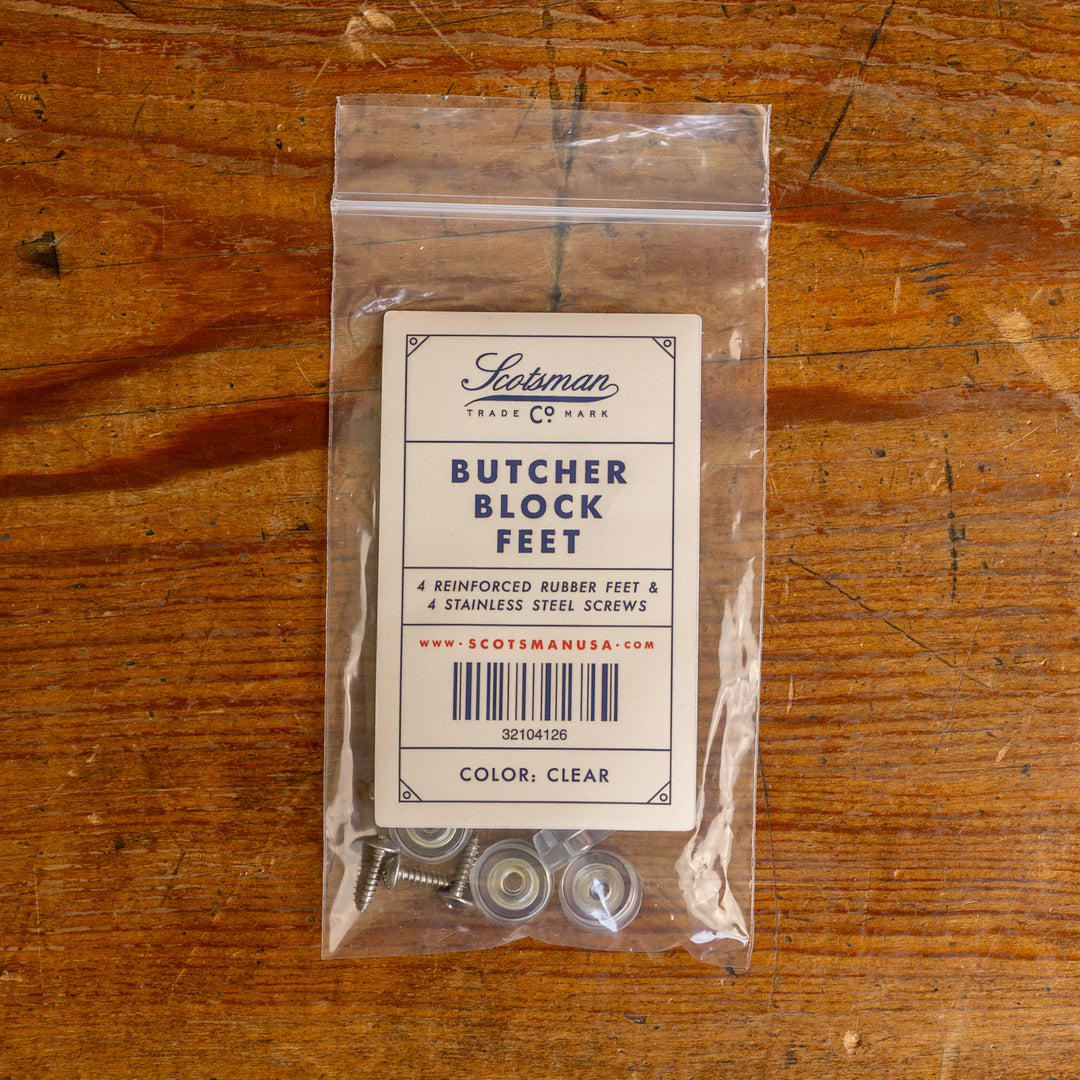 Scotsman
TRADE Co. MARK
BUTCHER
BLOCK
FEET
4 REINFORCED RUBBER FEET &
4 STAINLESS STEEL SCREWS
WWW·SCOTSMANUSA·COM
32104126
COLOR: CLEAR